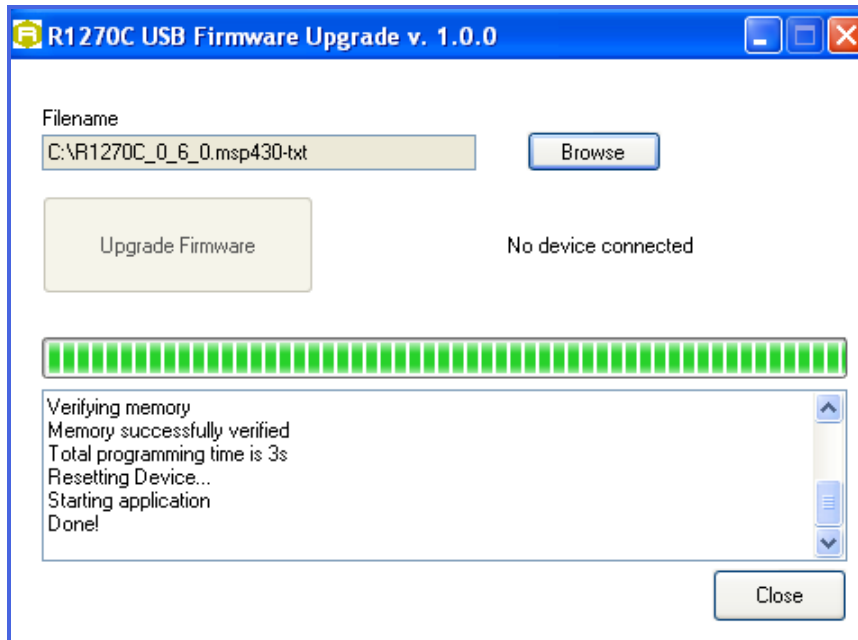 R1270C USB Firmware Upgrade v. 1.0.0
Filename
C:\R1270C_0_6_0.msp430-txt
Browse
Upgrade Firmware
No device connected
Verifying memory
Memory successfully verified
Total programming time is 3s
Resetting Device...
Starting application
Done!
Close